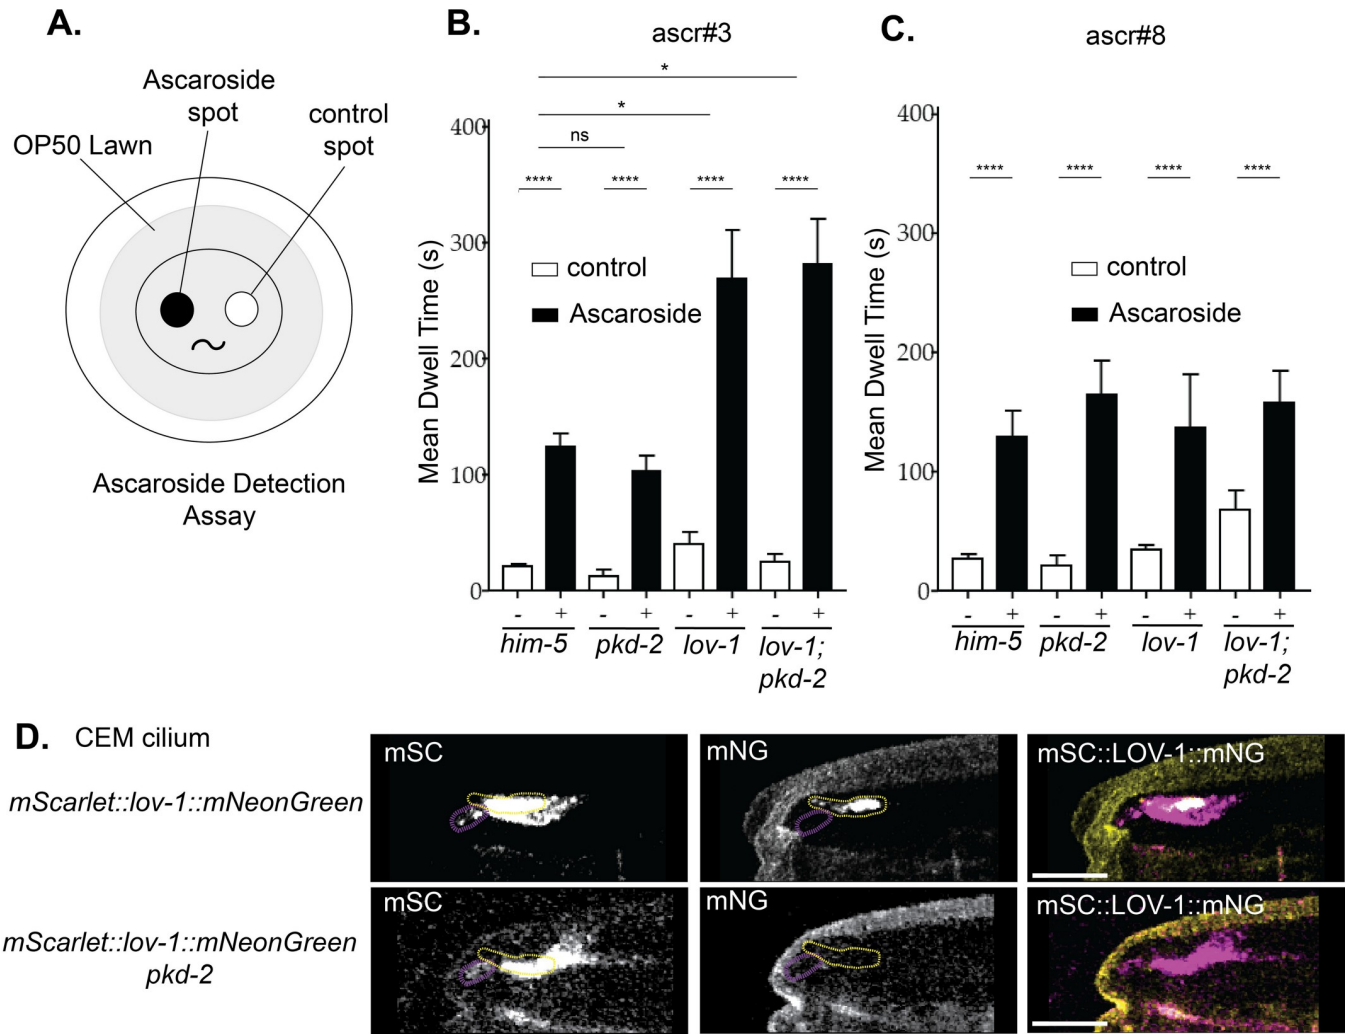 A.
Ascaroside
spot
control
spot
OP50 Lawn
Ascaroside Detection
Assay
B.
ascr#3
*
*
ns
****
****
****
****
400
300
200
100
0
Mean Dwell Time (s)
control
Ascaroside
- + - + - + - +
him-5 pkd-2 lov-1 lov-1;
pkd-2
C.
ascr#8
****
****
****
****
400
300
200
100
0
Mean Dwell Time (s)
control
Ascaroside
- + - + - + - +
him-5 pkd-2 lov-1 lov-1;
pkd-2
D. CEM cilium
mScarlet::lov-1::mNeonGreen
mSC
mNG
mSC::LOV-1::mNG
mScarlet::lov-1::mNeonGreen
pkd-2
mSC
mNG
mSC::LOV-1::mNG